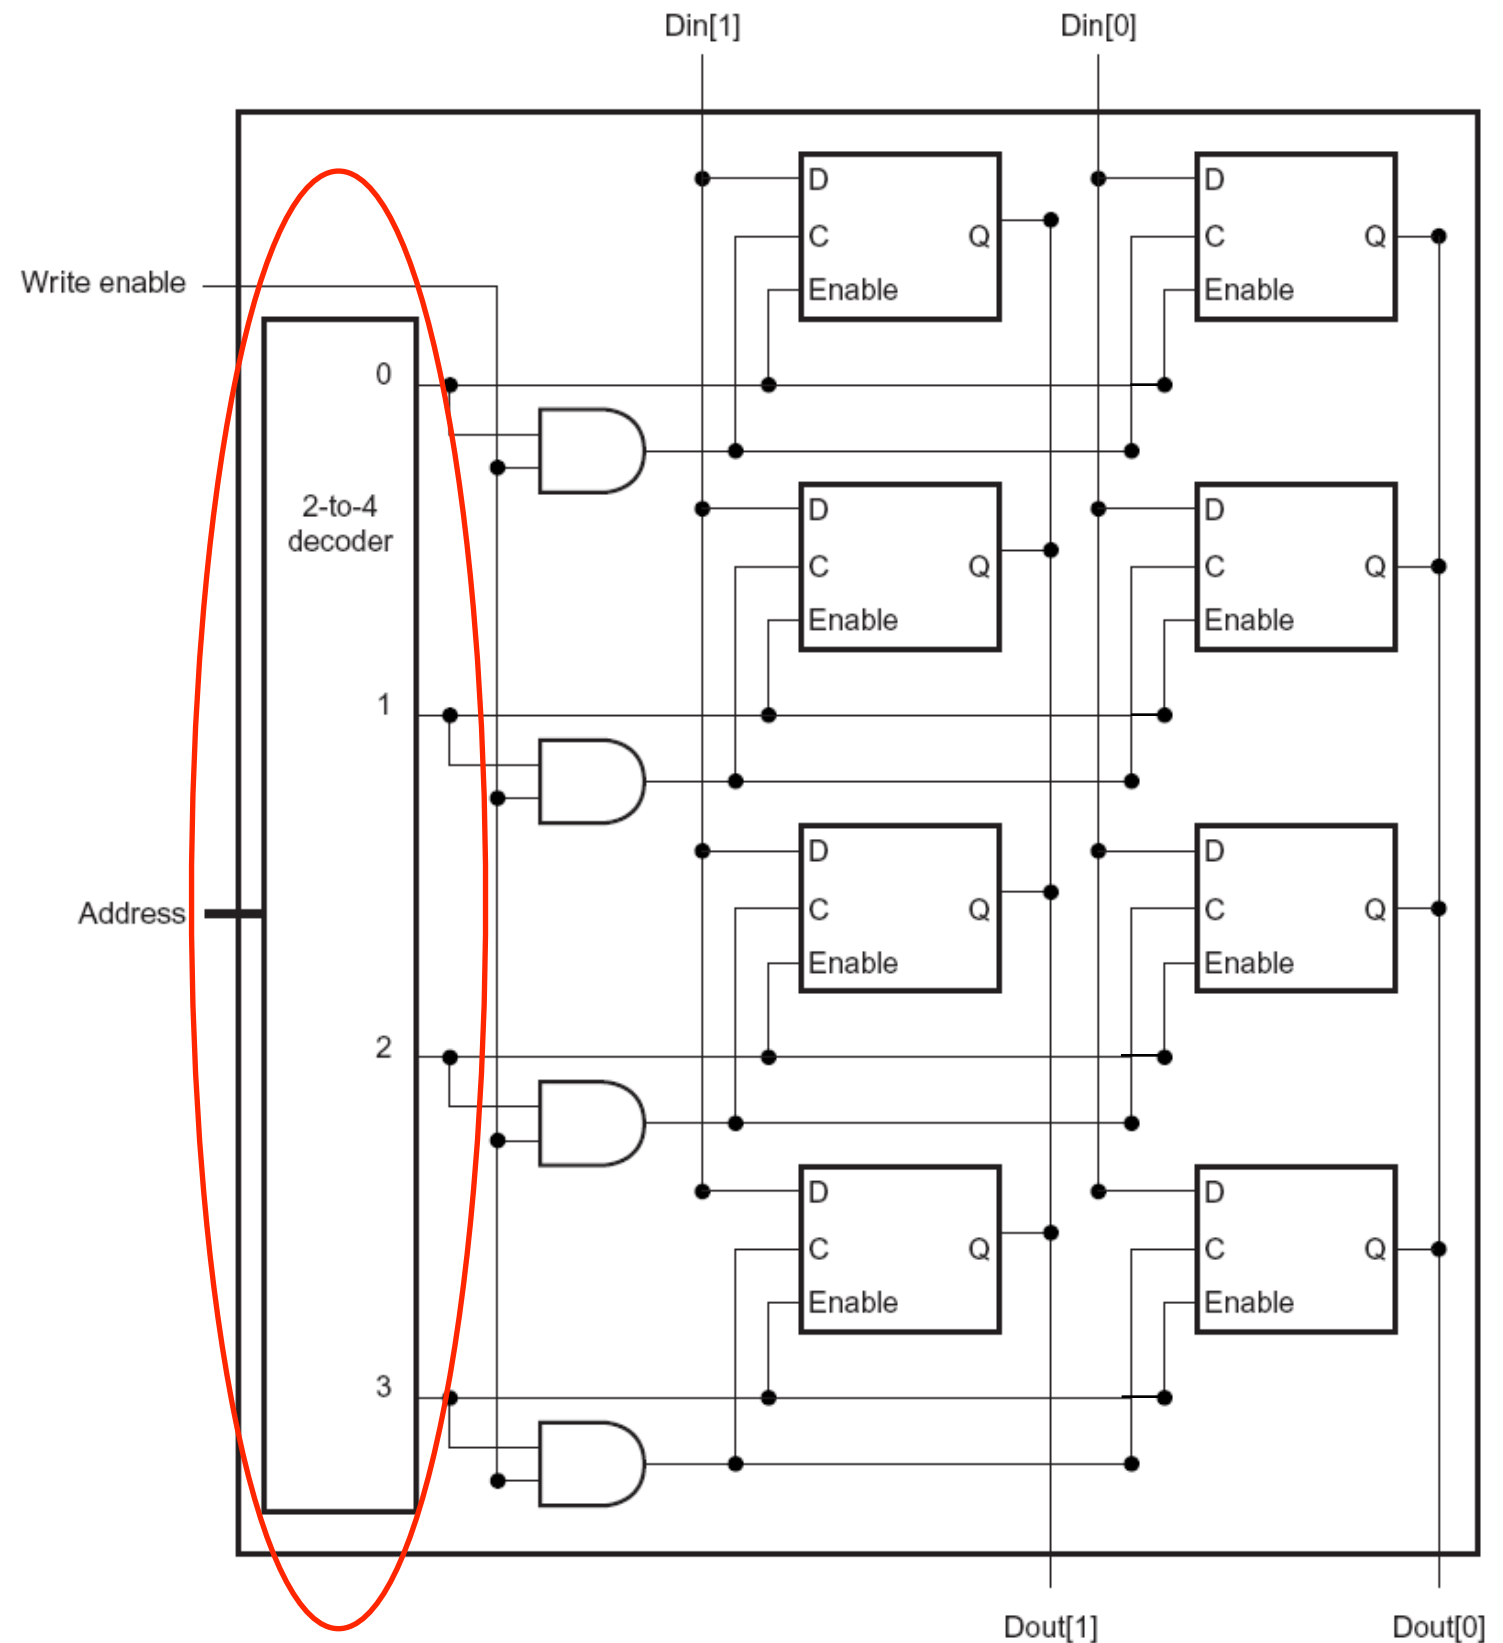 Din[1]
Din[0]
Write enable
D
C
Q
Enable
D
C
Q
Enable
0
2-to-4
decoder
D
C
Q
Enable
D
C
Q
Enable
1
Address
D
C
Q
Enable
D
C
Q
Enable
2
D
C
Q
Enable
D
C
Q
Enable
3
Dout[1]
Dout[0]